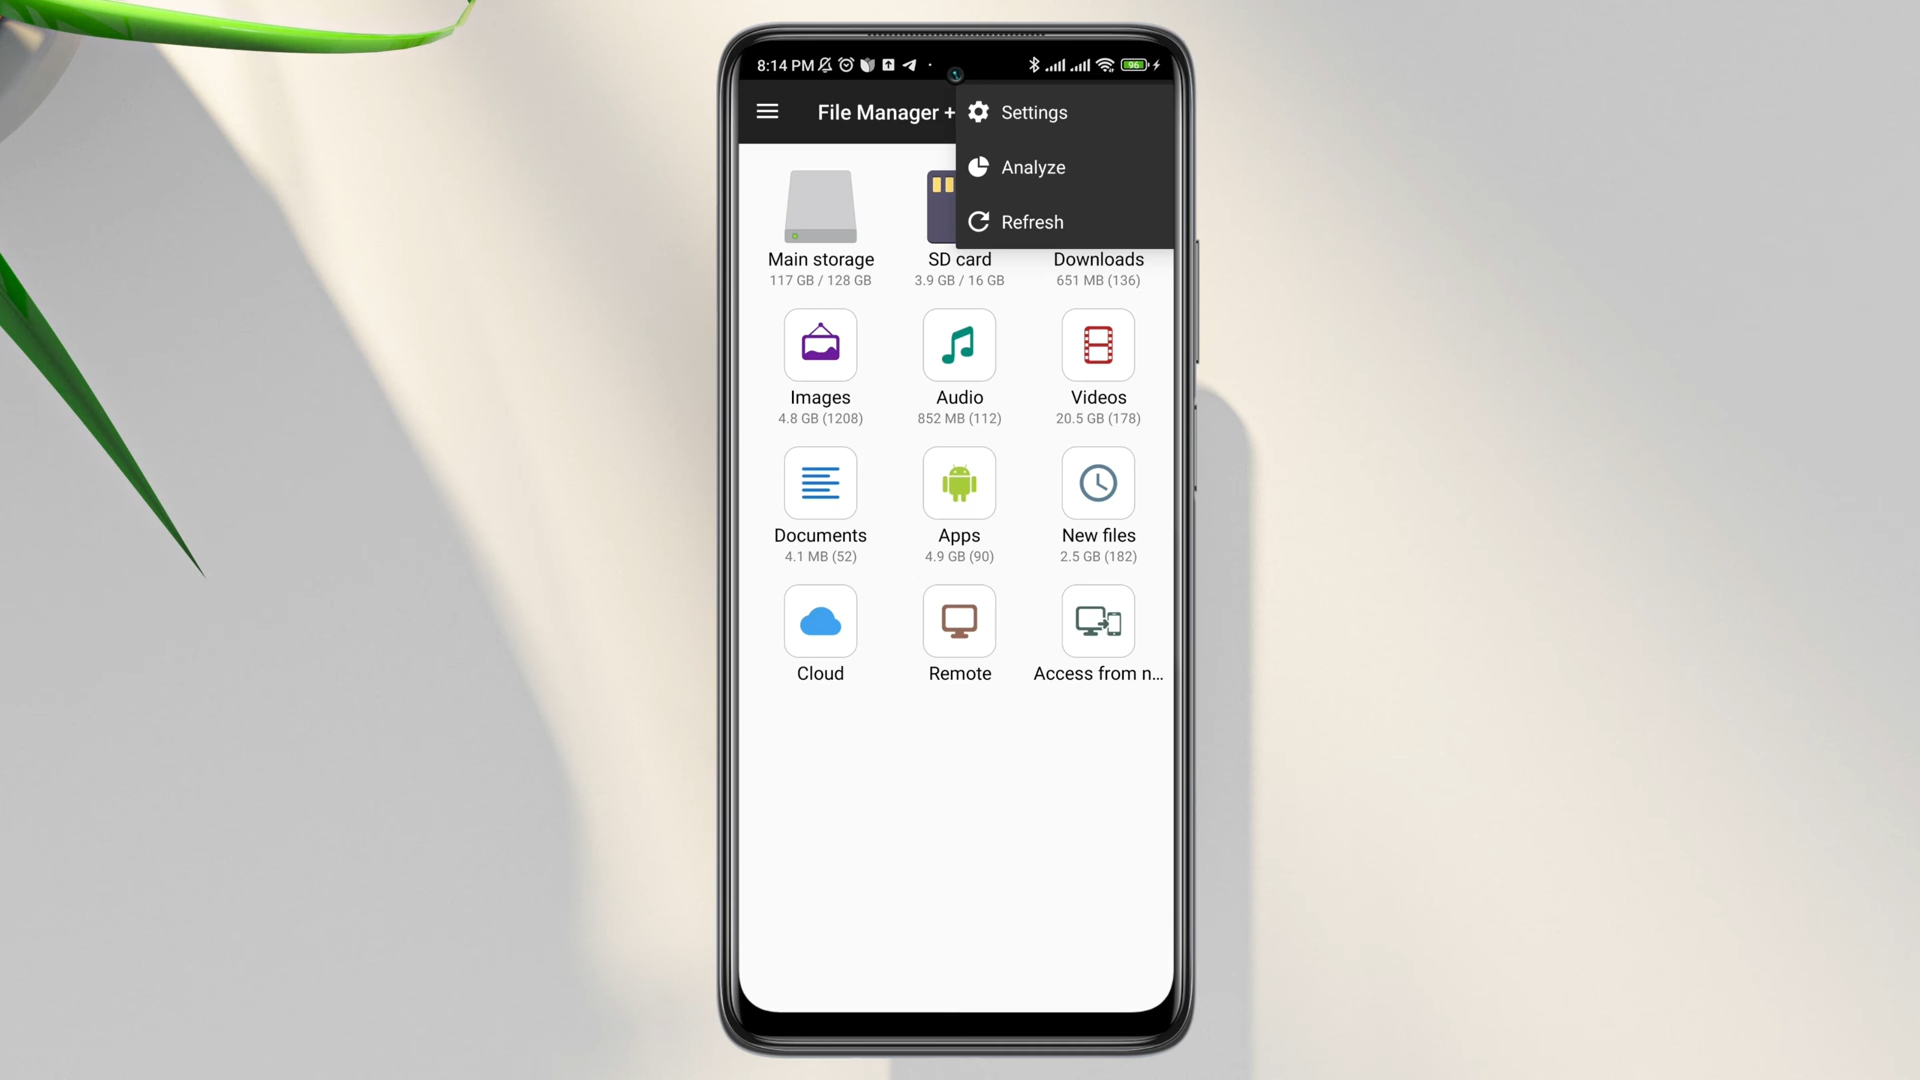 8:14 PM
96
File Manager +
Settings
Analyze
Refresh
Main storage
117 GB / 128 GB
SD card
3.9 GB / 16 GB
Downloads
651 MB (136)
Images
4.8 GB (1208)
Audio
852 MB (112)
Videos
20.5 GB (178)
Documents
4.1 MB (52)
Apps
4.9 GB (90)
New files
2.5 GB (182)
Cloud
Remote
Access from n...